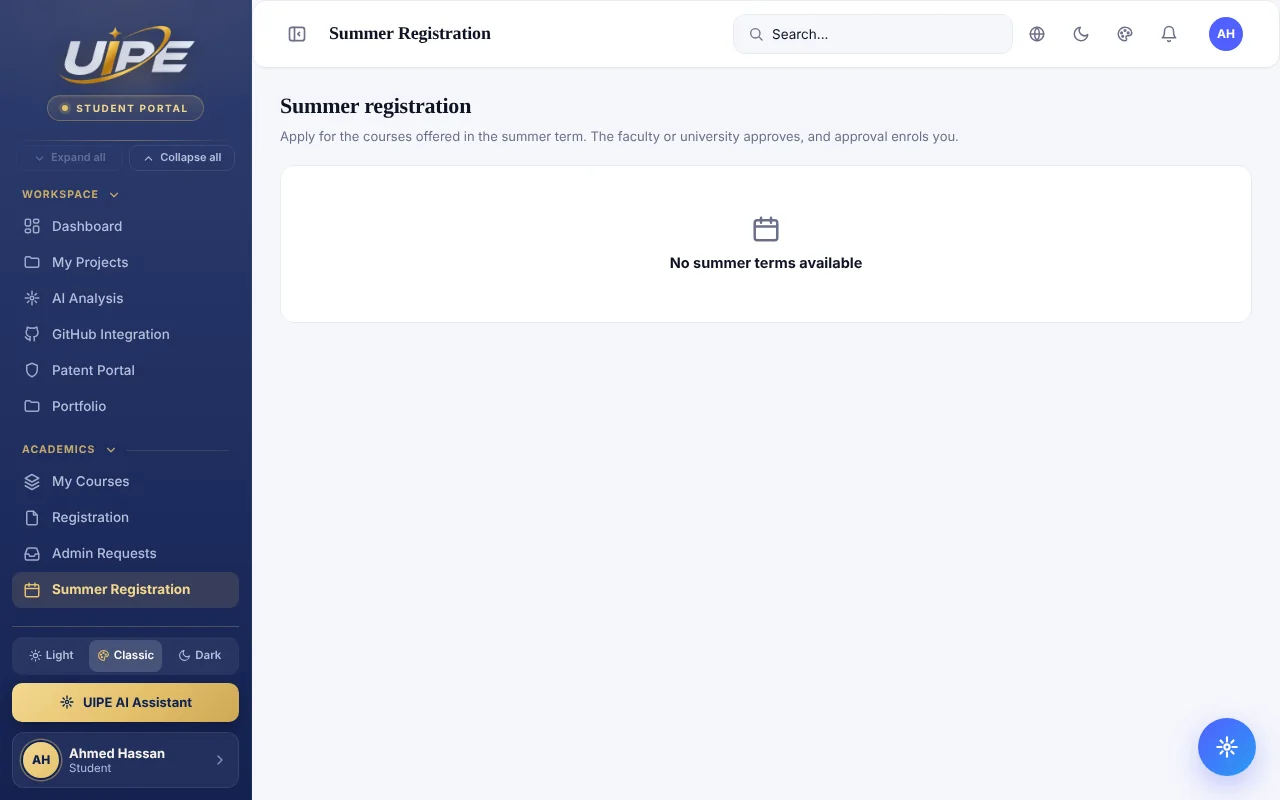 UIPE
STUDENT PORTAL
Expand all
Collapse all
WORKSPACE
Dashboard
My Projects
AI Analysis
GitHub Integration
Patent Portal
Portfolio
ACADEMICS
My Courses
Registration
Admin Requests
Summer Registration
Light
Classic
Dark
UIPE AI Assistant
AH
Ahmed Hassan
Student
Summer Registration
Search...
AH
Summer registration
Apply for the courses offered in the summer term. The faculty or university approves, and approval enrols you.
No summer terms available